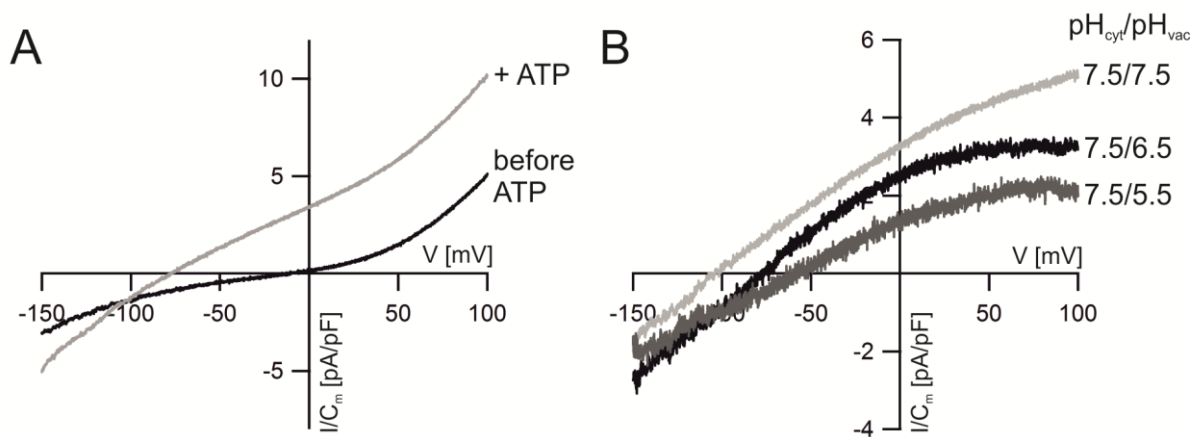 A
10
+ ATP
5
before
ATP
V [mV]
-150
-100
-50
50
100
-5
I/Cm [pA/pF]
B
6
pHcyt/pHvac
7.5/7.5
4
7.5/6.5
7.5/5.5
V [mV]
-150
-50
50
100
-2
I/Cm [pA/pF]
-4